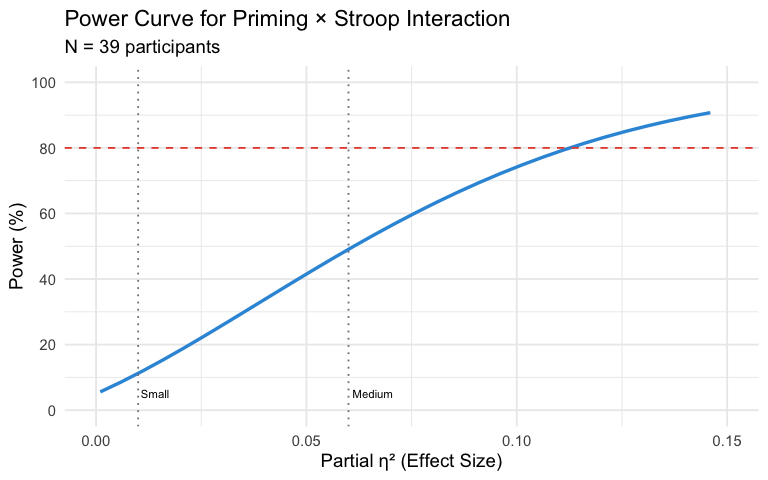 Power Curve for Priming × Stroop Interaction
N = 39 participants
Power (%)
100
80
60
40
20
0
Small
Medium
0.00
0.05
0.10
0.15
Partial η² (Effect Size)